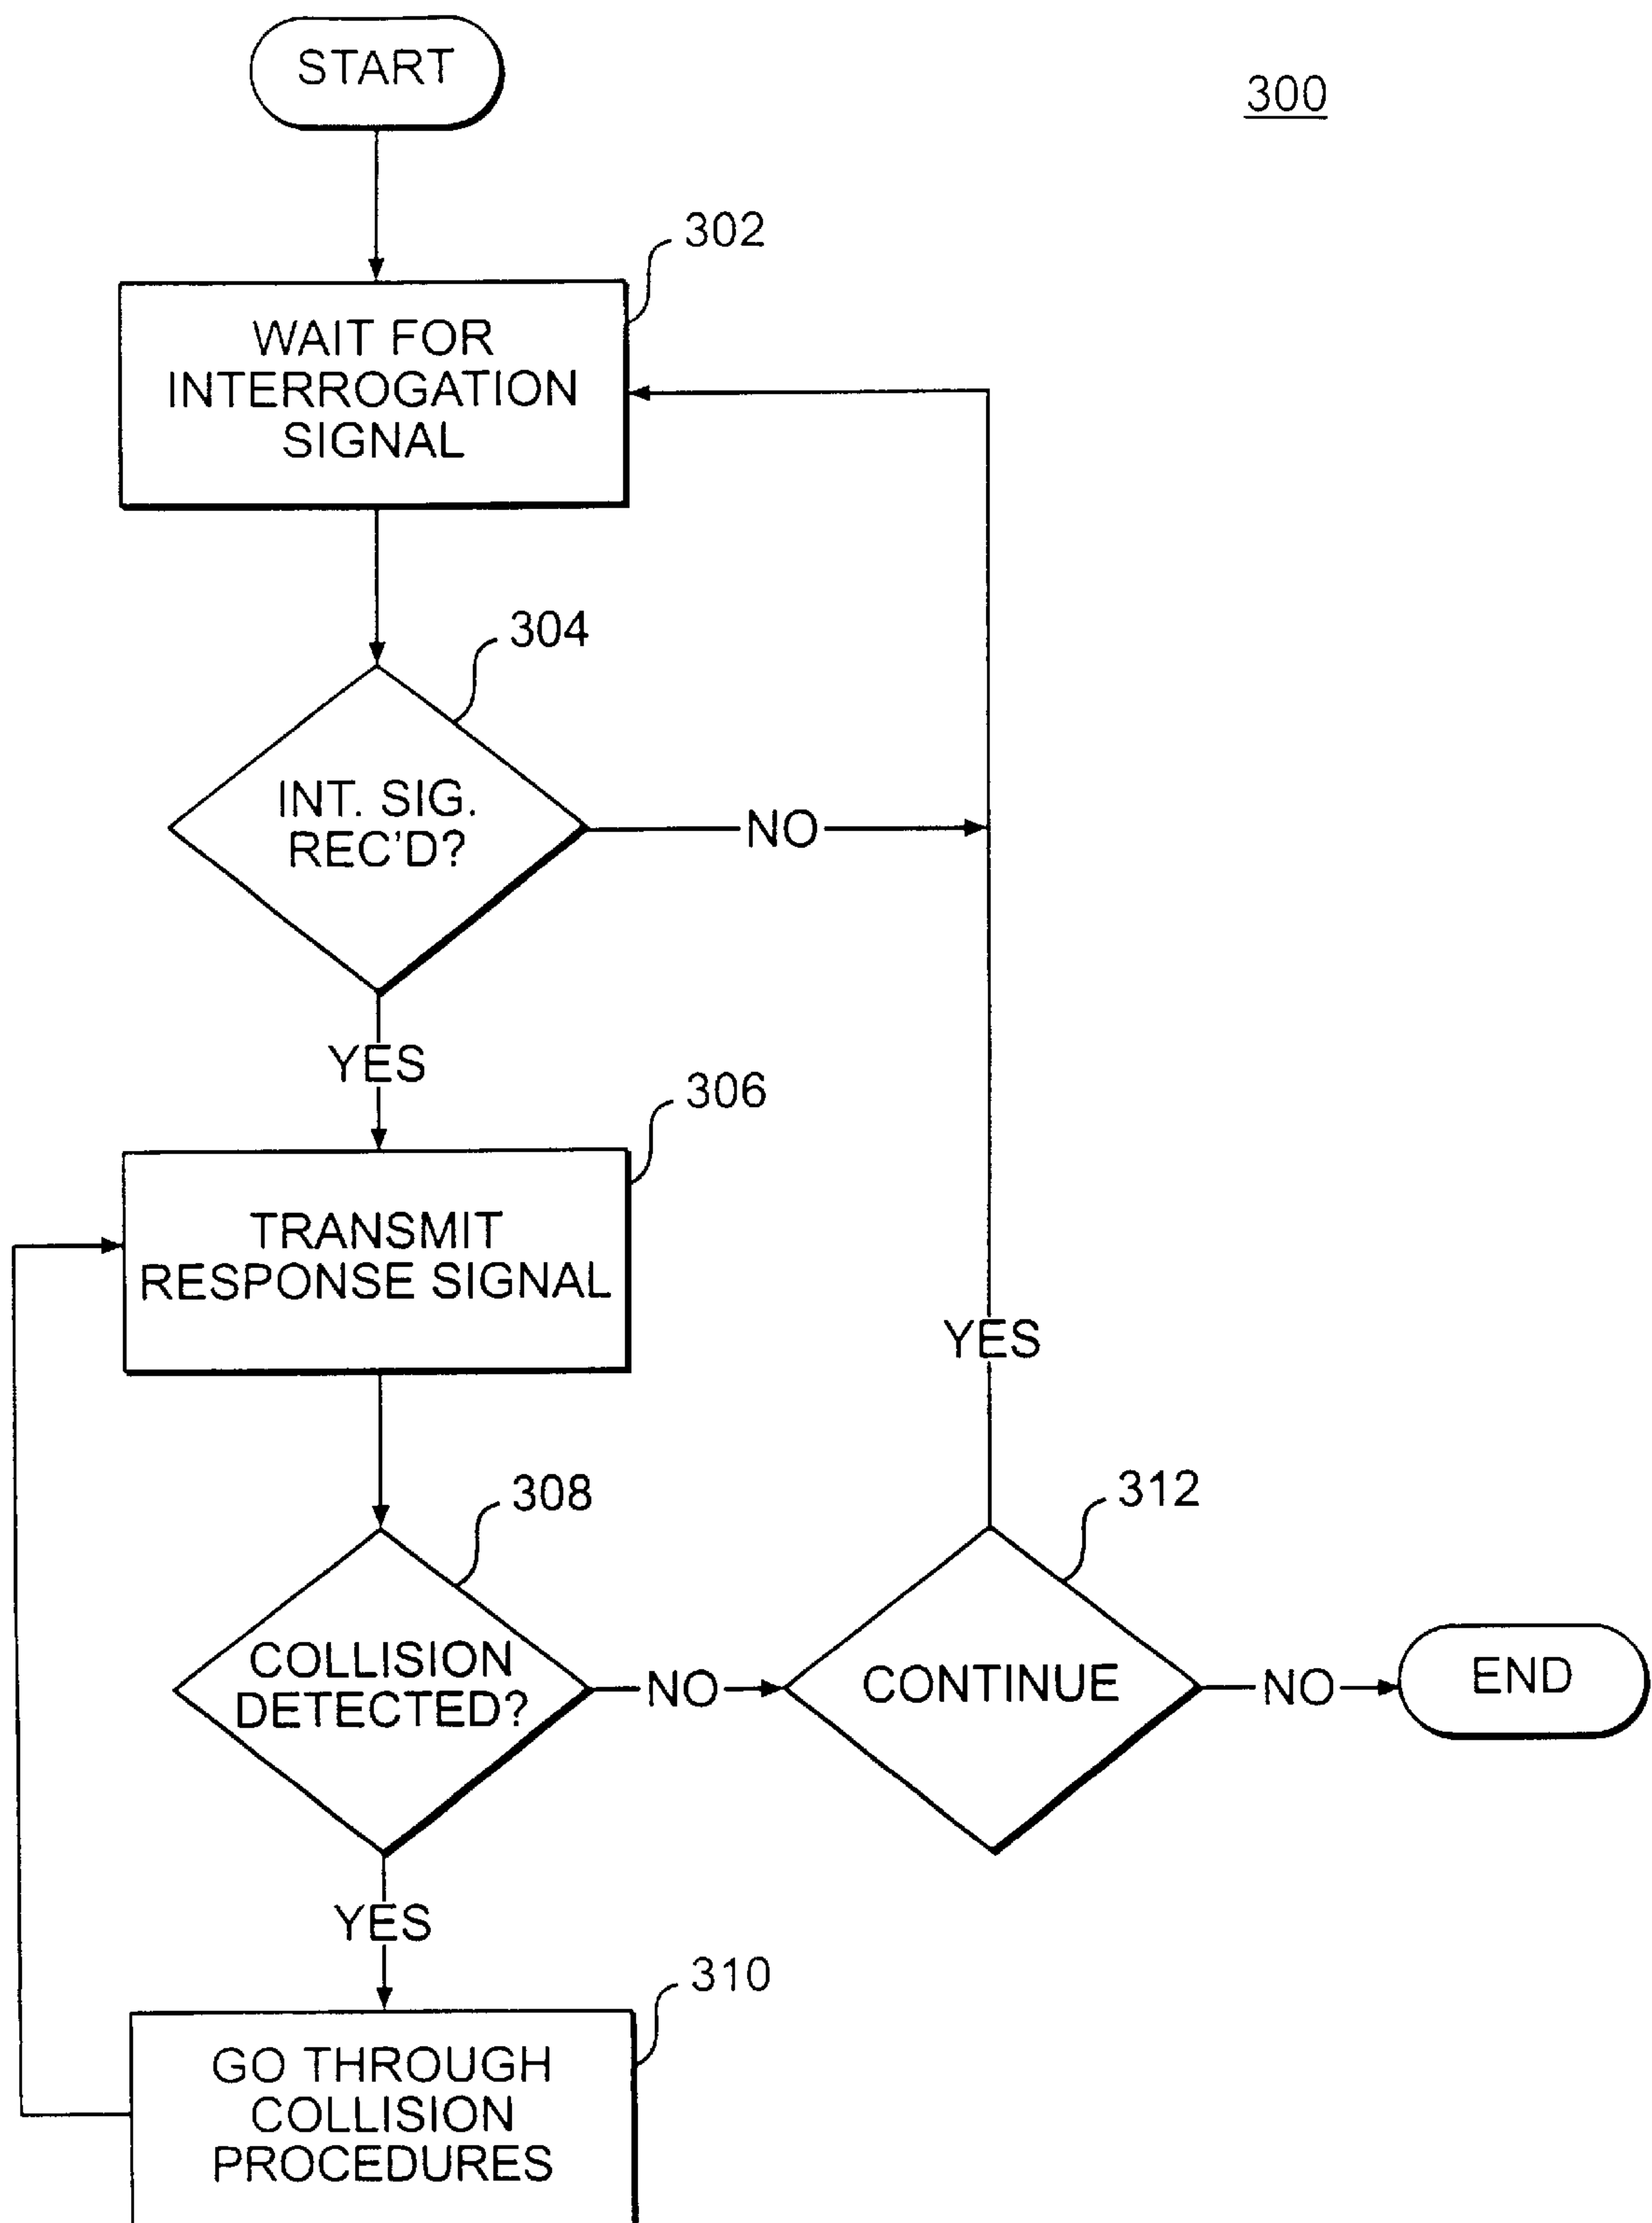 START
300
302
WAIT FOR
INTERROGATION
SIGNAL
304
INT. SIG.
REC'D?
NO
YES
306
TRANSMIT
RESPONSE SIGNAL
YES
308
312
COLLISION
DETECTED?
NO
CONTINUE
NO
END
YES
310
GO THROUGH
COLLISION
PROCEDURES